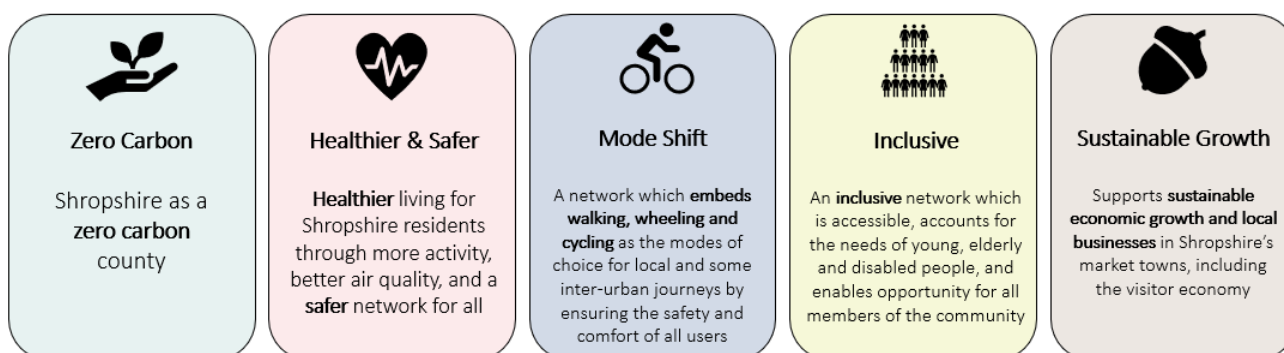 Zero Carbon
Shropshire as a
zero carbon
county
Healthier & Safer
Healthier living for
Shropshire residents
through more activity,
better air quality, and a
safer network for all
Mode Shift
A network which embeds
walking, wheeling and
cycling as the modes of
choice for local and some
inter-urban journeys by
ensuring the safety and
comfort of all users
Inclusive
An inclusive network which
is accessible, accounts for
the needs of young, elderly
and disabled people, and
enables opportunity for all
members of the community
Sustainable Growth
Supports sustainable
economic growth and local
businesses in Shropshire’s
market towns, including
the visitor economy